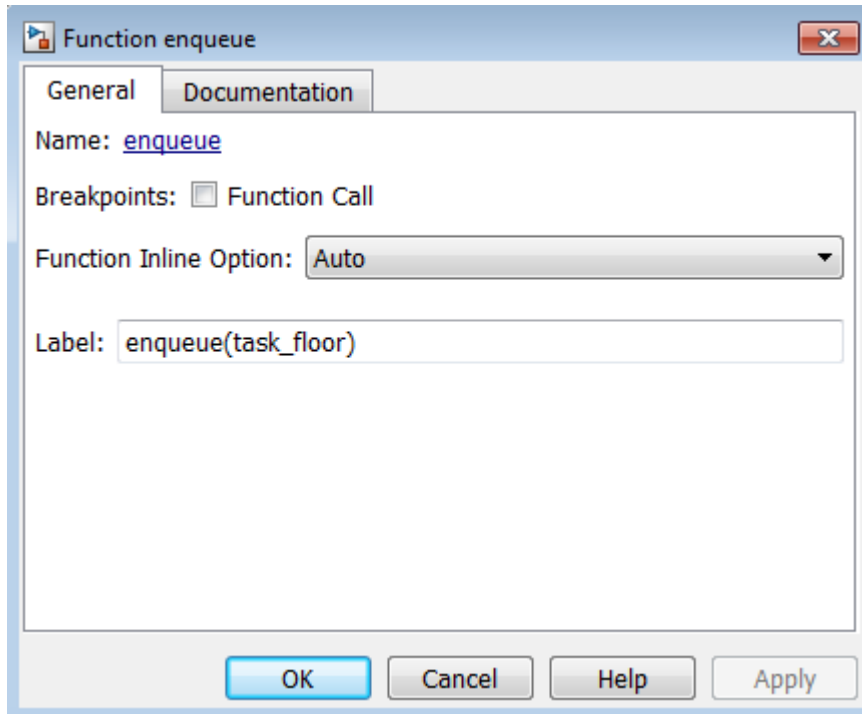 Function enqueue
General Documentation
Name: enqueue
Breakpoints: Function Call
Function Inline Option: Auto
Label: enqueue(task_floor)
OK Cancel Help Apply